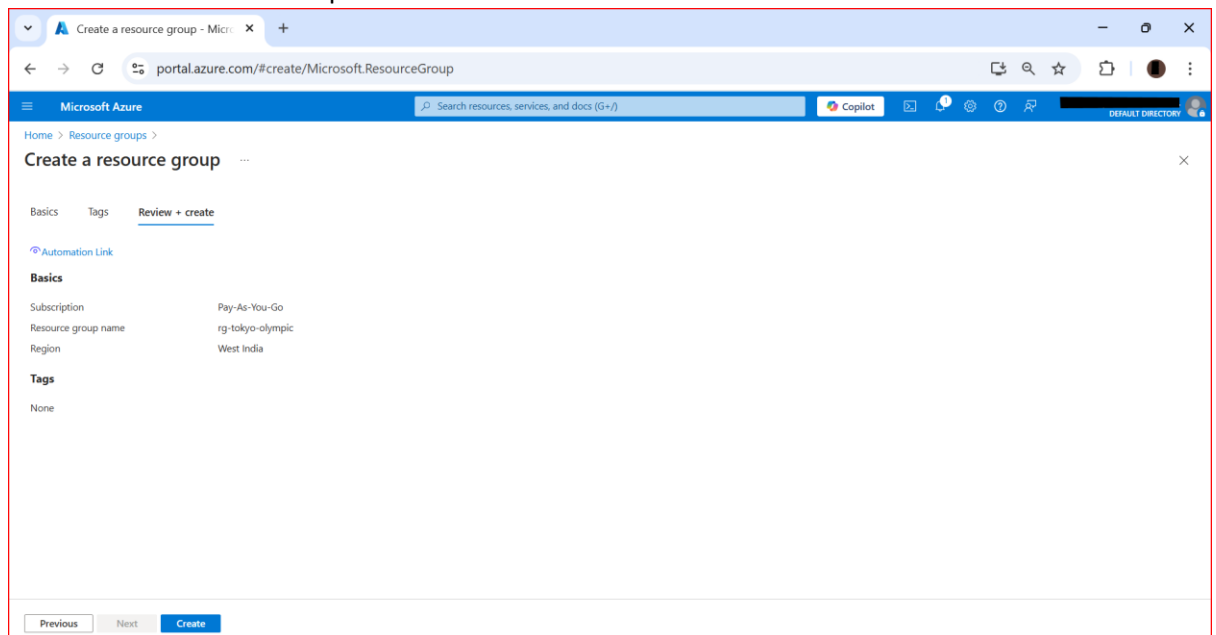 Create a resource group - Micro
portal.azure.com/#create/Microsoft.ResourceGroup
Microsoft Azure
Search resources, services, and docs (G+/)
Copilot
1
DEFAULT DIRECTORY
Home > Resource groups >
Create a resource group ...
Basics Tags Review + create
Automation Link
Basics
Subscription Pay-As-You-Go
Resource group name rg-tokyo-olympic
Region West India
Tags
None
Previous Next Create